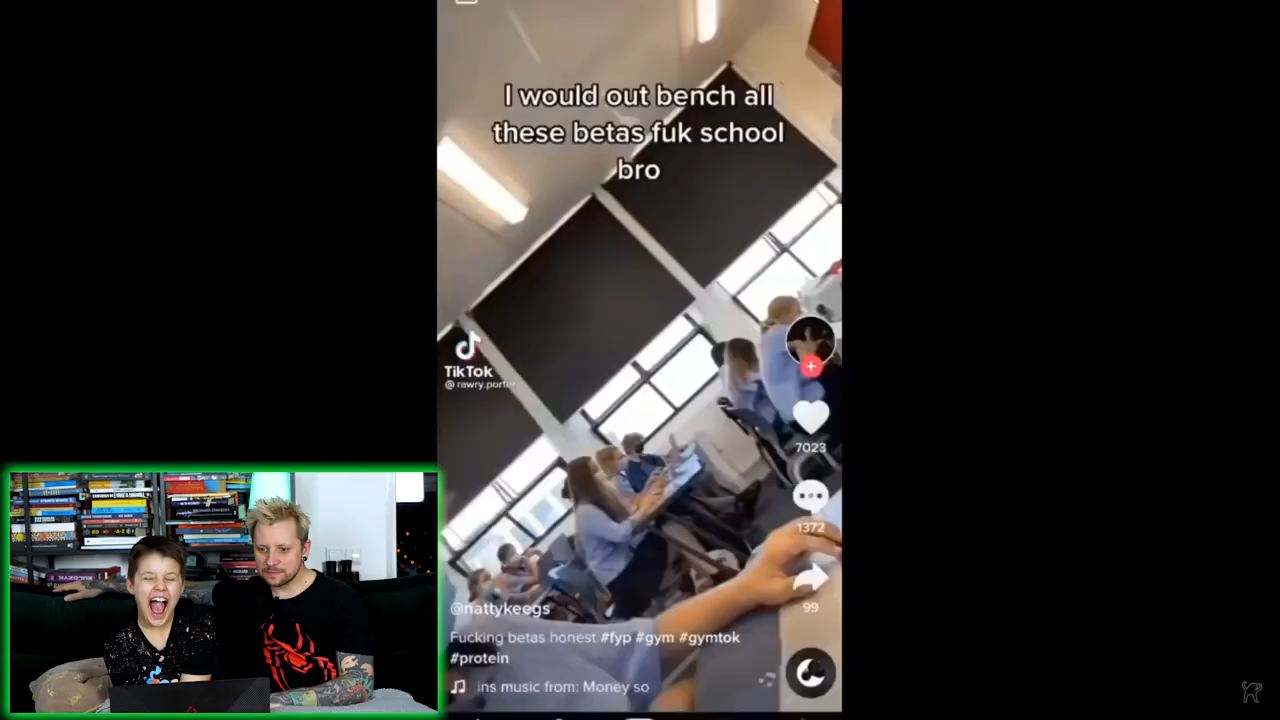 I would out bench all
these betas fuk school
bro
TikTok
@ rawry.porter
7023
1372
99
@nattykeegs
Fucking betas honest #fyp #gym #gymtok
#protein
ins music from: Money so